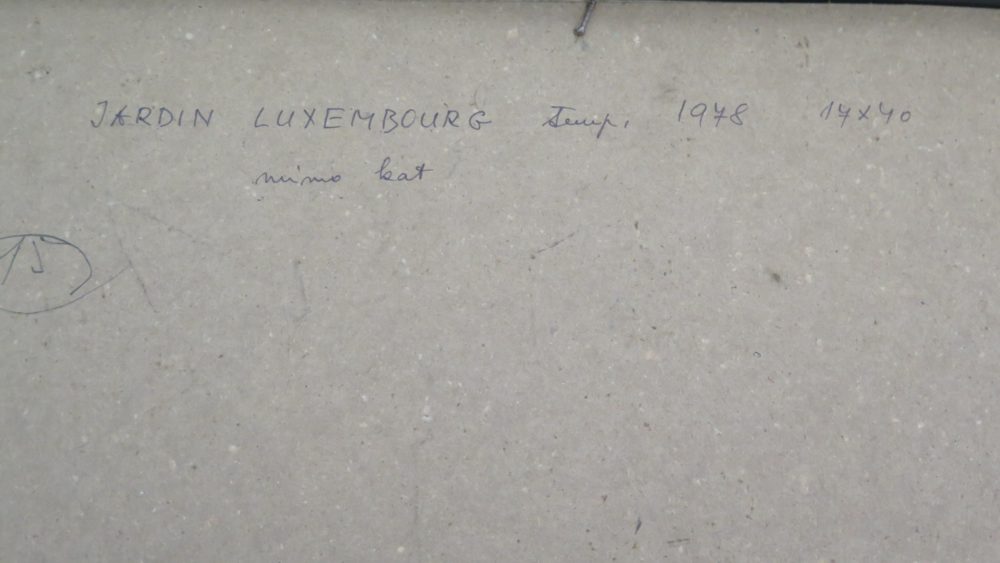 JARDIN LUXEMBOURG temp. 1978 17x40
mimo kat
15